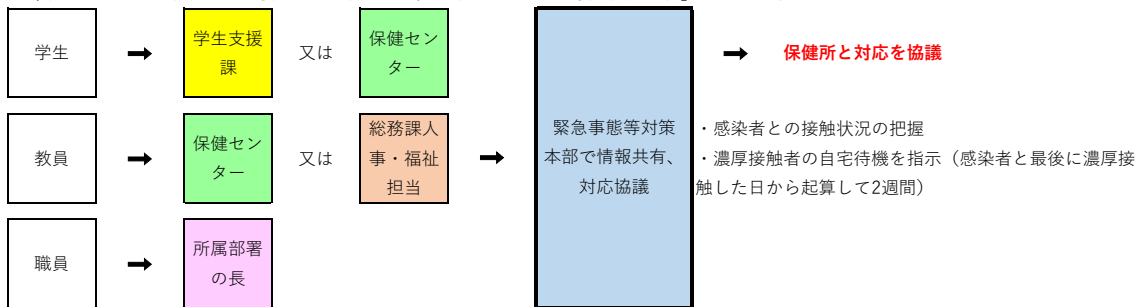 学生
学生支援
課
又は
保健セン
ター
保健所と対応を協議
教員
保健セン
ター
又は
総務課人
事・福祉
担当
緊急事態等対策
本部で情報共有、
対応協議
・感染者との接触状況の把握
・濃厚接触者の自宅待機を指示（感染者と最後に濃厚接
触した日から起算して2週間）
職員
所属部署
の長